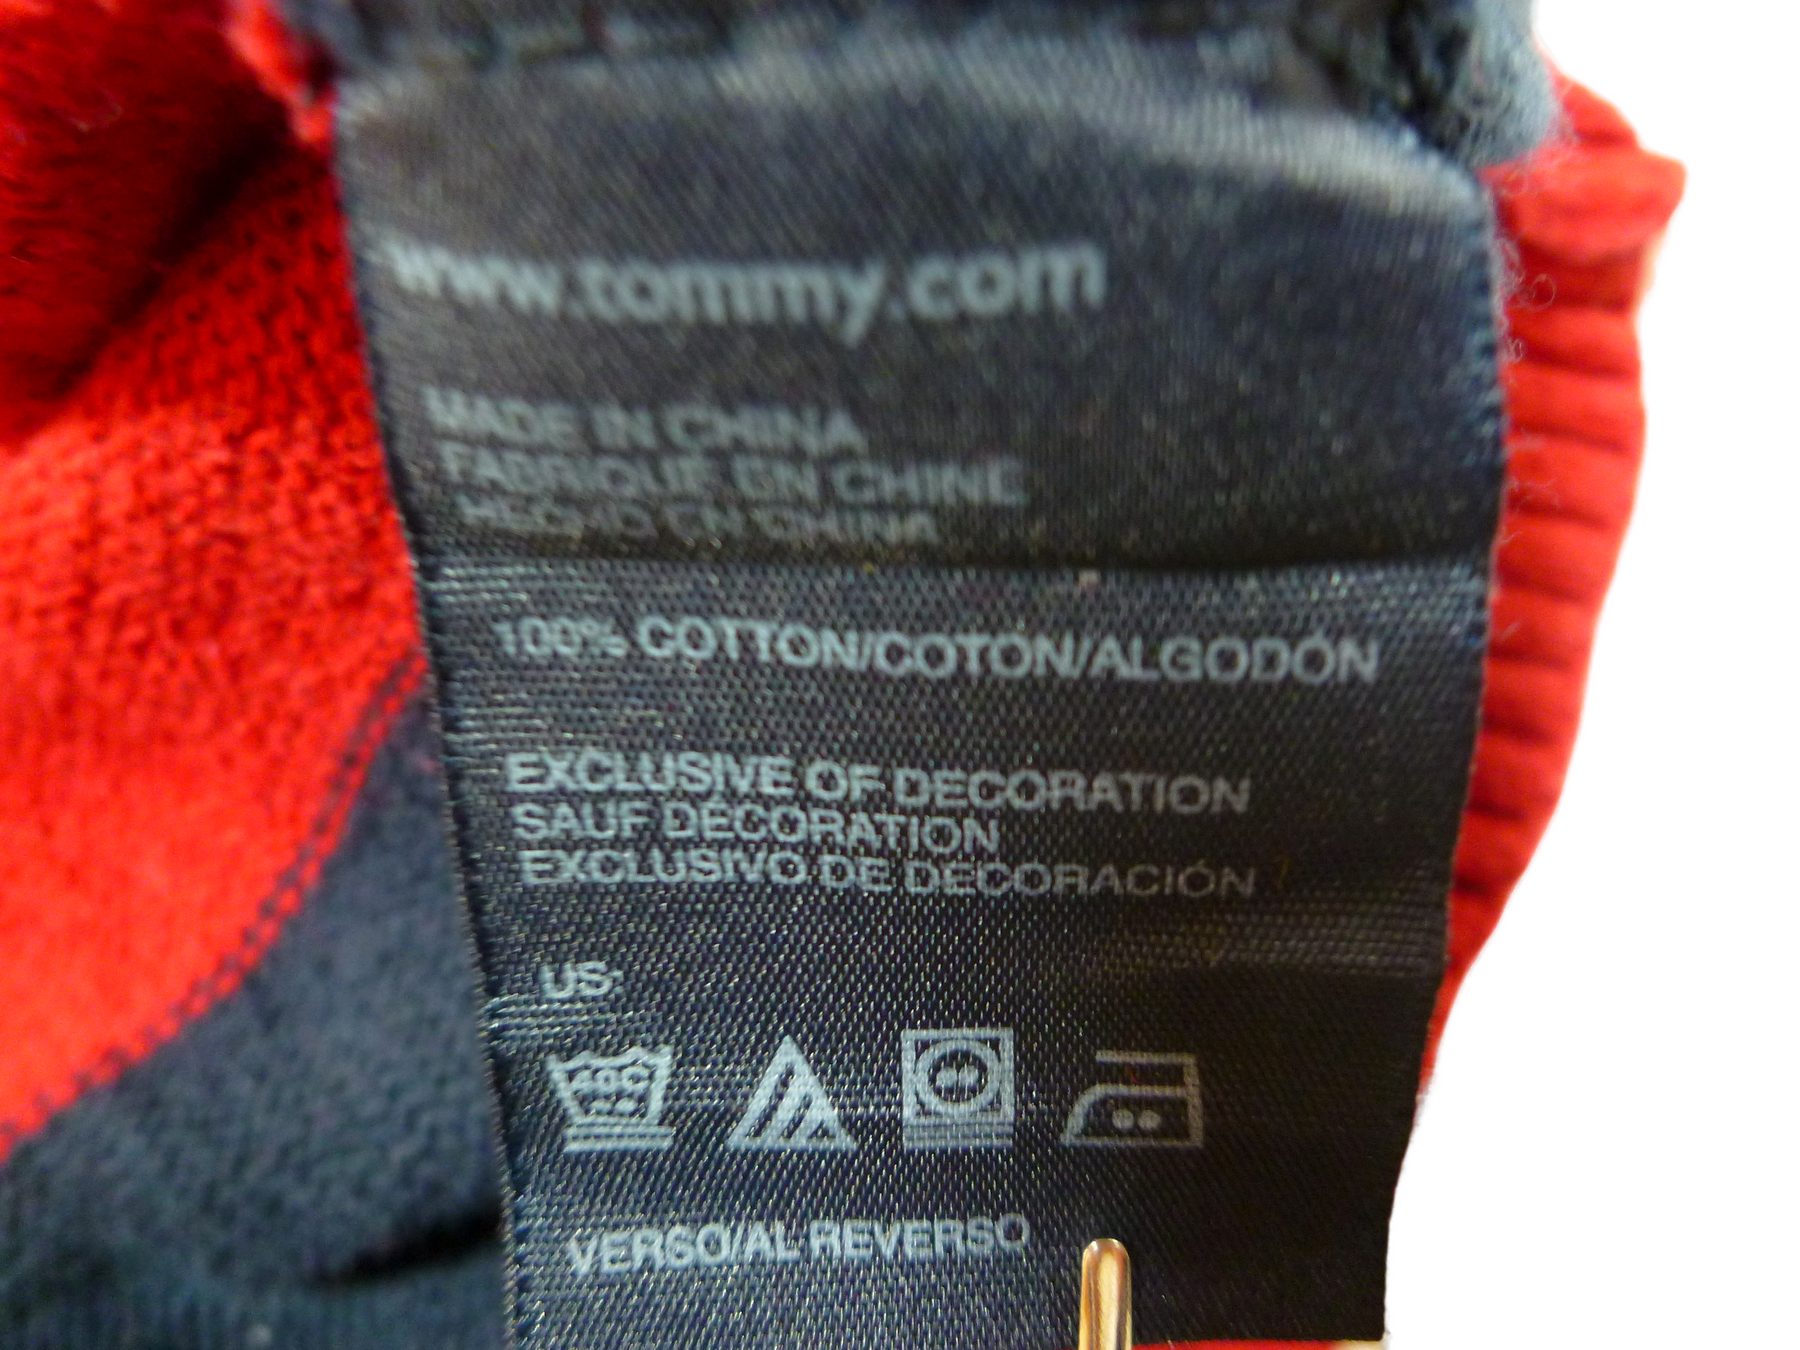 www.tommy.com
MADE IN CHINA
FABRIQUE EN CHINE
HECHO EN CHINA
100% COTTON/COTON/ALGODÓN
EXCLUSIVE OF DECORATION
SAUF DÉCORATION
EXCLUSIVO DE DECORACIÓN
US
VERSO/AL REVERSO